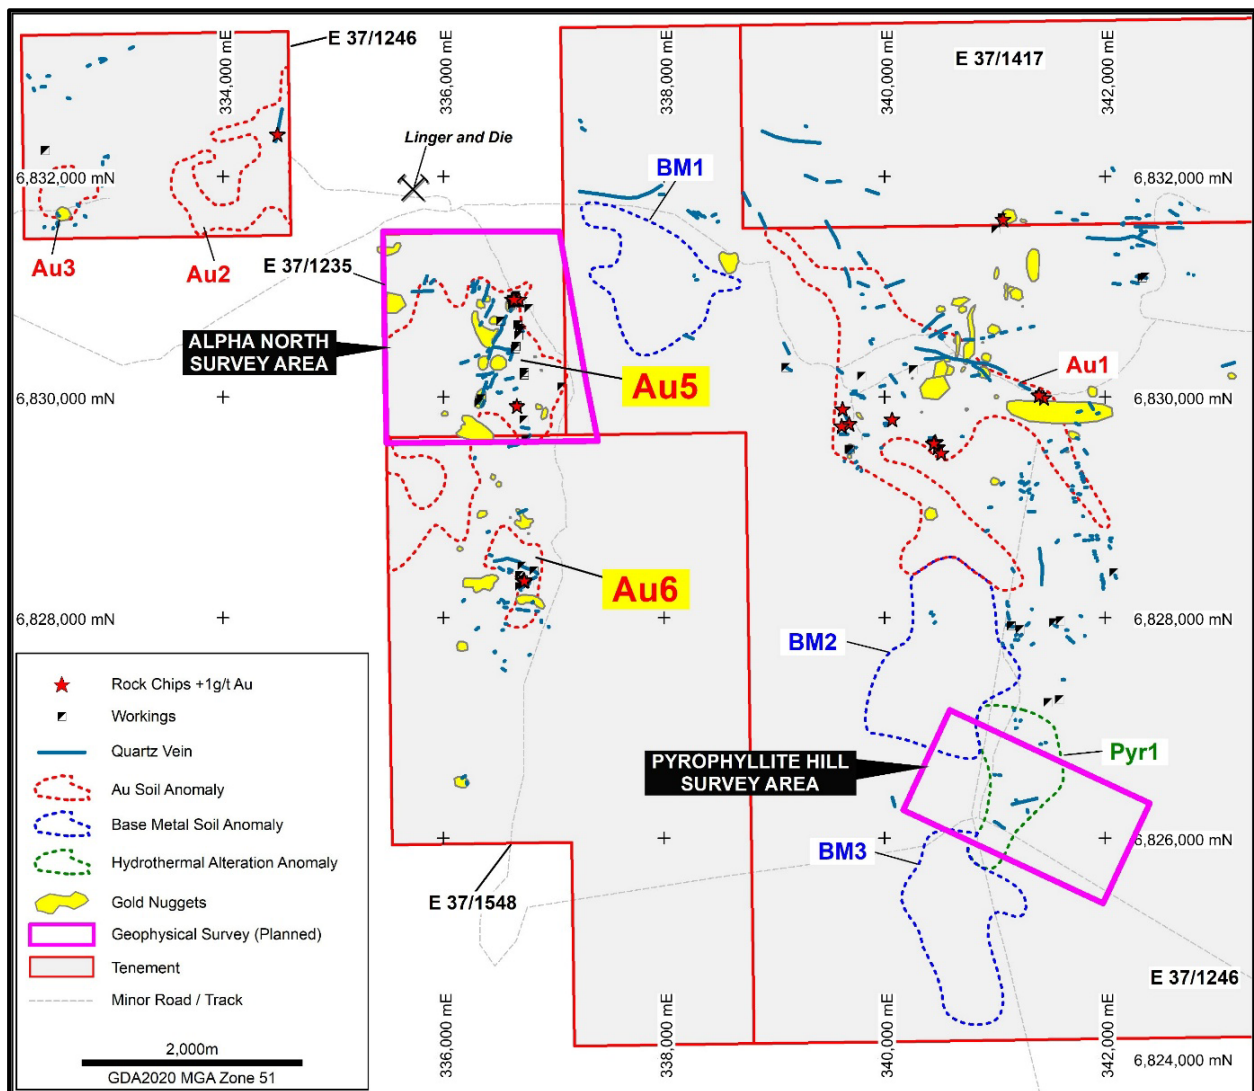 E 37/1246
334,000 mE
336,000 mE
338,000 mE
340,000 mE
E 37/1417
342,000 mE
Linger and Die
6,832,000 mN
BM1
6,832,000 mN
Au3
Au2
E 37/1235
ALPHA NORTH
SURVEY AREA
Au5
Au1
6,830,000 mN
6,830,000 mN
Au6
6,828,000 mN
6,828,000 mN
BM2
Pyr1
PYROPHYLLITE HILL
SURVEY AREA
BM3
6,826,000 mN
E 37/1548
E 37/1246
336,000 mE
338,000 mE
340,000 mE
342,000 mE
6,824,000 mN
LEGEND
Rock Chips +1g/t Au
Workings
Quartz Vein
Au Soil Anomaly
Base Metal Soil Anomaly
Hydrothermal Alteration Anomaly
Gold Nuggets
Geophysical Survey (Planned)
Tenement
Minor Road / Track
2,000m
GDA2020 MGA Zone 51